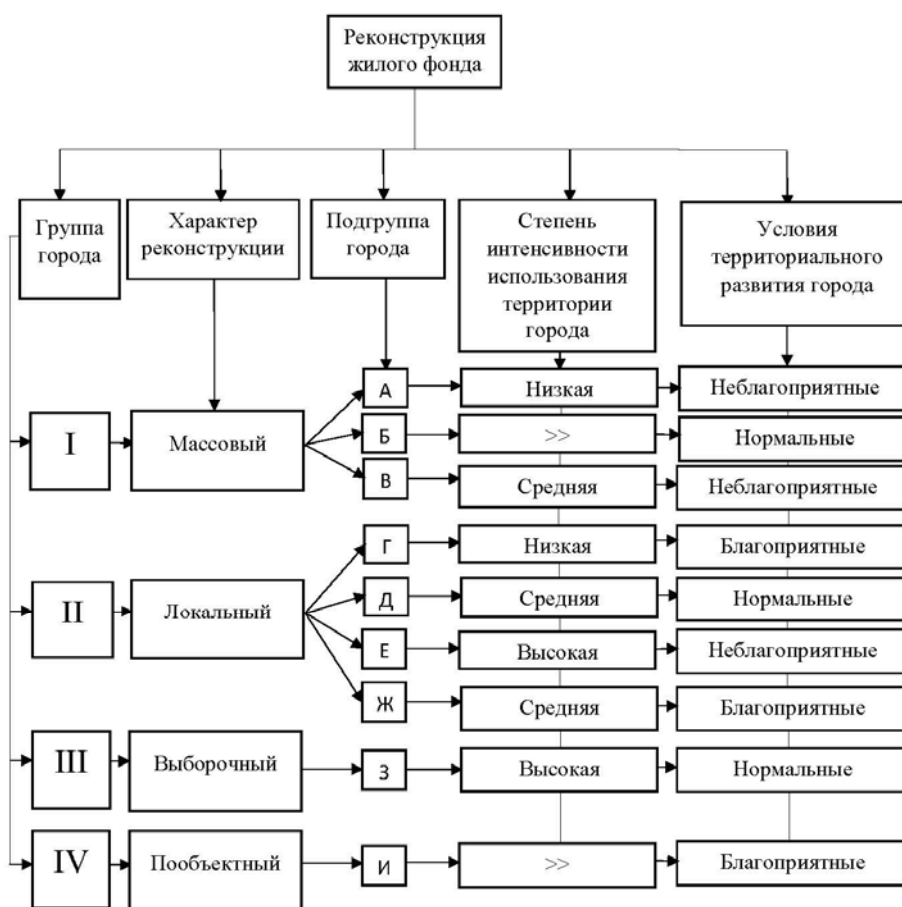 Реконструкция
жилого фонда
Группа
города
Характер
реконструкции
Подгруппа
города
Степень
интенсивности
использования
территории
города
Условия
территориального
развития города
I
Массовый
А
Низкая
Неблагоприятные
Б
>>
Нормальные
В
Средняя
Неблагоприятные
II
Локальный
Г
Низкая
Благоприятные
Д
Средняя
Нормальные
Е
Высокая
Неблагоприятные
Ж
Средняя
Благоприятные
III
Выборочный
З
Высокая
Нормальные
IV
Пообъектный
И
>>
Благоприятные